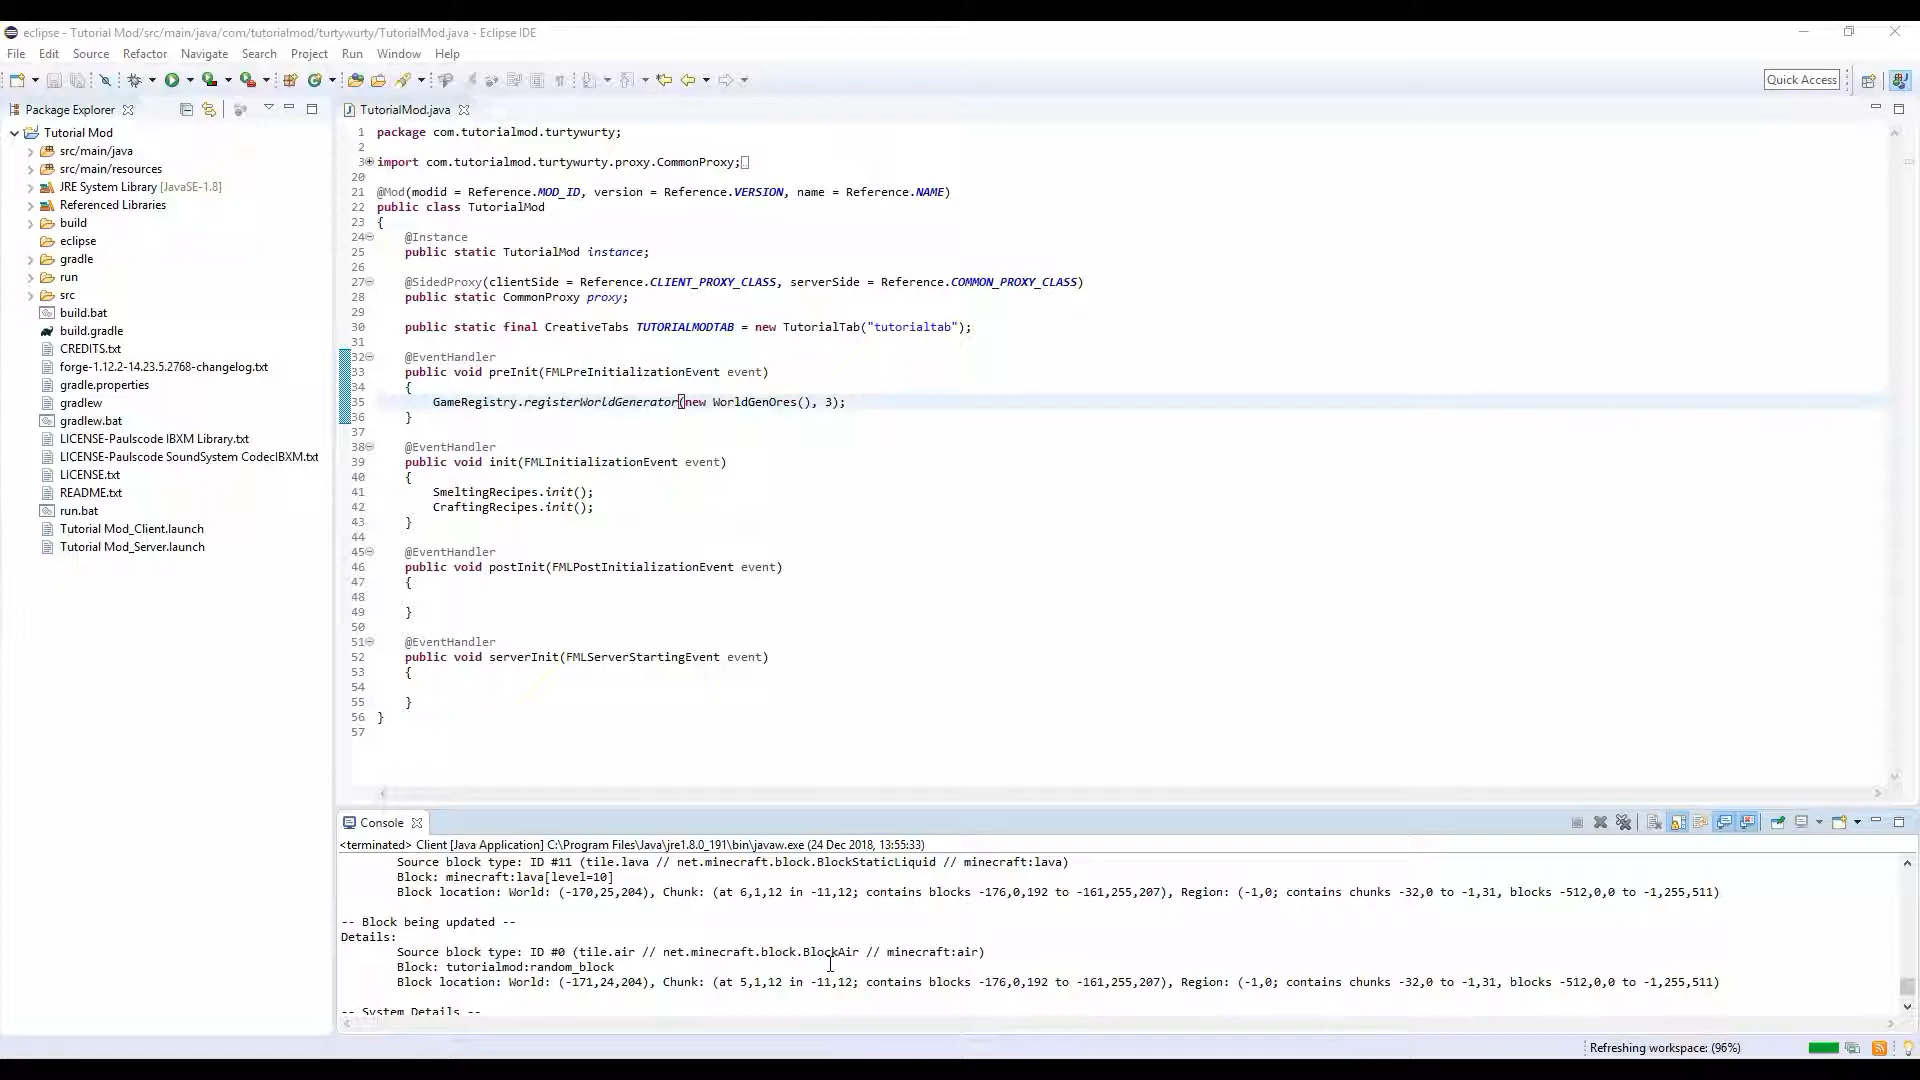 eclipse - Tutorial Mod/src/main/java/com/tutorialmod/turtywurty/TutorialMod.java - Eclipse IDE
File Edit Source Refactor Navigate Search Project Run Window Help
Quick Access
Package Explorer
Tutorial Mod
src/main/java
src/main/resources
JRE System Library [JavaSE-1.8]
Referenced Libraries
build
eclipse
gradle
run
src
build.bat
build.gradle
CREDITS.txt
forge-1.12.2-14.23.5.2768-changelog.txt
gradle.properties
gradlew
gradlew.bat
LICENSE-Paulscode IBXM Library.txt
LICENSE-Paulscode SoundSystem CodecIBXM.txt
LICENSE.txt
README.txt
run.bat
Tutorial Mod_Client.launch
Tutorial Mod_Server.launch
TutorialMod.java
1 package com.tutorialmod.turtywurty;
2
3 import com.tutorialmod.turtywurty.proxy.CommonProxy;
20
21 @Mod(modid = Reference.MOD_ID, version = Reference.VERSION, name = Reference.NAME)
22 public class TutorialMod
23 {
24 @Instance
25 public static TutorialMod instance;
26
27 @SidedProxy(clientSide = Reference.CLIENT_PROXY_CLASS, serverSide = Reference.COMMON_PROXY_CLASS)
28 public static CommonProxy proxy;
29
30 public static final CreativeTabs TUTORIALMODTAB = new TutorialTab("tutorialtab");
31
32 @EventHandler
33 public void preInit(FMLPreInitializationEvent event)
34 {
35 GameRegistry.registerWorldGenerator(new WorldGenOres(), 3);
36 }
37
38 @EventHandler
39 public void init(FMLInitializationEvent event)
40 {
41 SmeltingRecipes.init();
42 CraftingRecipes.init();
43 }
44
45 @EventHandler
46 public void postInit(FMLPostInitializationEvent event)
47 {
48
49 }
50
51 @EventHandler
52 public void serverInit(FMLServerStartingEvent event)
53 {
54
55 }
56 }
57
Console
<terminated> Client [Java Application] C:\Program Files\Java\jre1.8.0_191\bin\javaw.exe (24 Dec 2018, 13:55:33)
Source block type: ID #11 (tile.lava // net.minecraft.block.BlockStaticLiquid // minecraft:lava)
Block: minecraft:lava[level=10]
Block location: World: (-170,25,204), Chunk: (at 6,1,12 in -11,12; contains blocks -176,0,192 to -161,255,207), Region: (-1,0; contains chunks -32,0 to -1,31, blocks -512,0,0 to -1,255,511)
-- Block being updated --
Details:
Source block type: ID #0 (tile.air // net.minecraft.block.BlockAir // minecraft:air)
Block: tutorialmod:random_block
Block location: World: (-171,24,204), Chunk: (at 5,1,12 in -11,12; contains blocks -176,0,192 to -161,255,207), Region: (-1,0; contains chunks -32,0 to -1,31, blocks -512,0,0 to -1,255,511)
-- System Details --
Refreshing workspace: (96%)